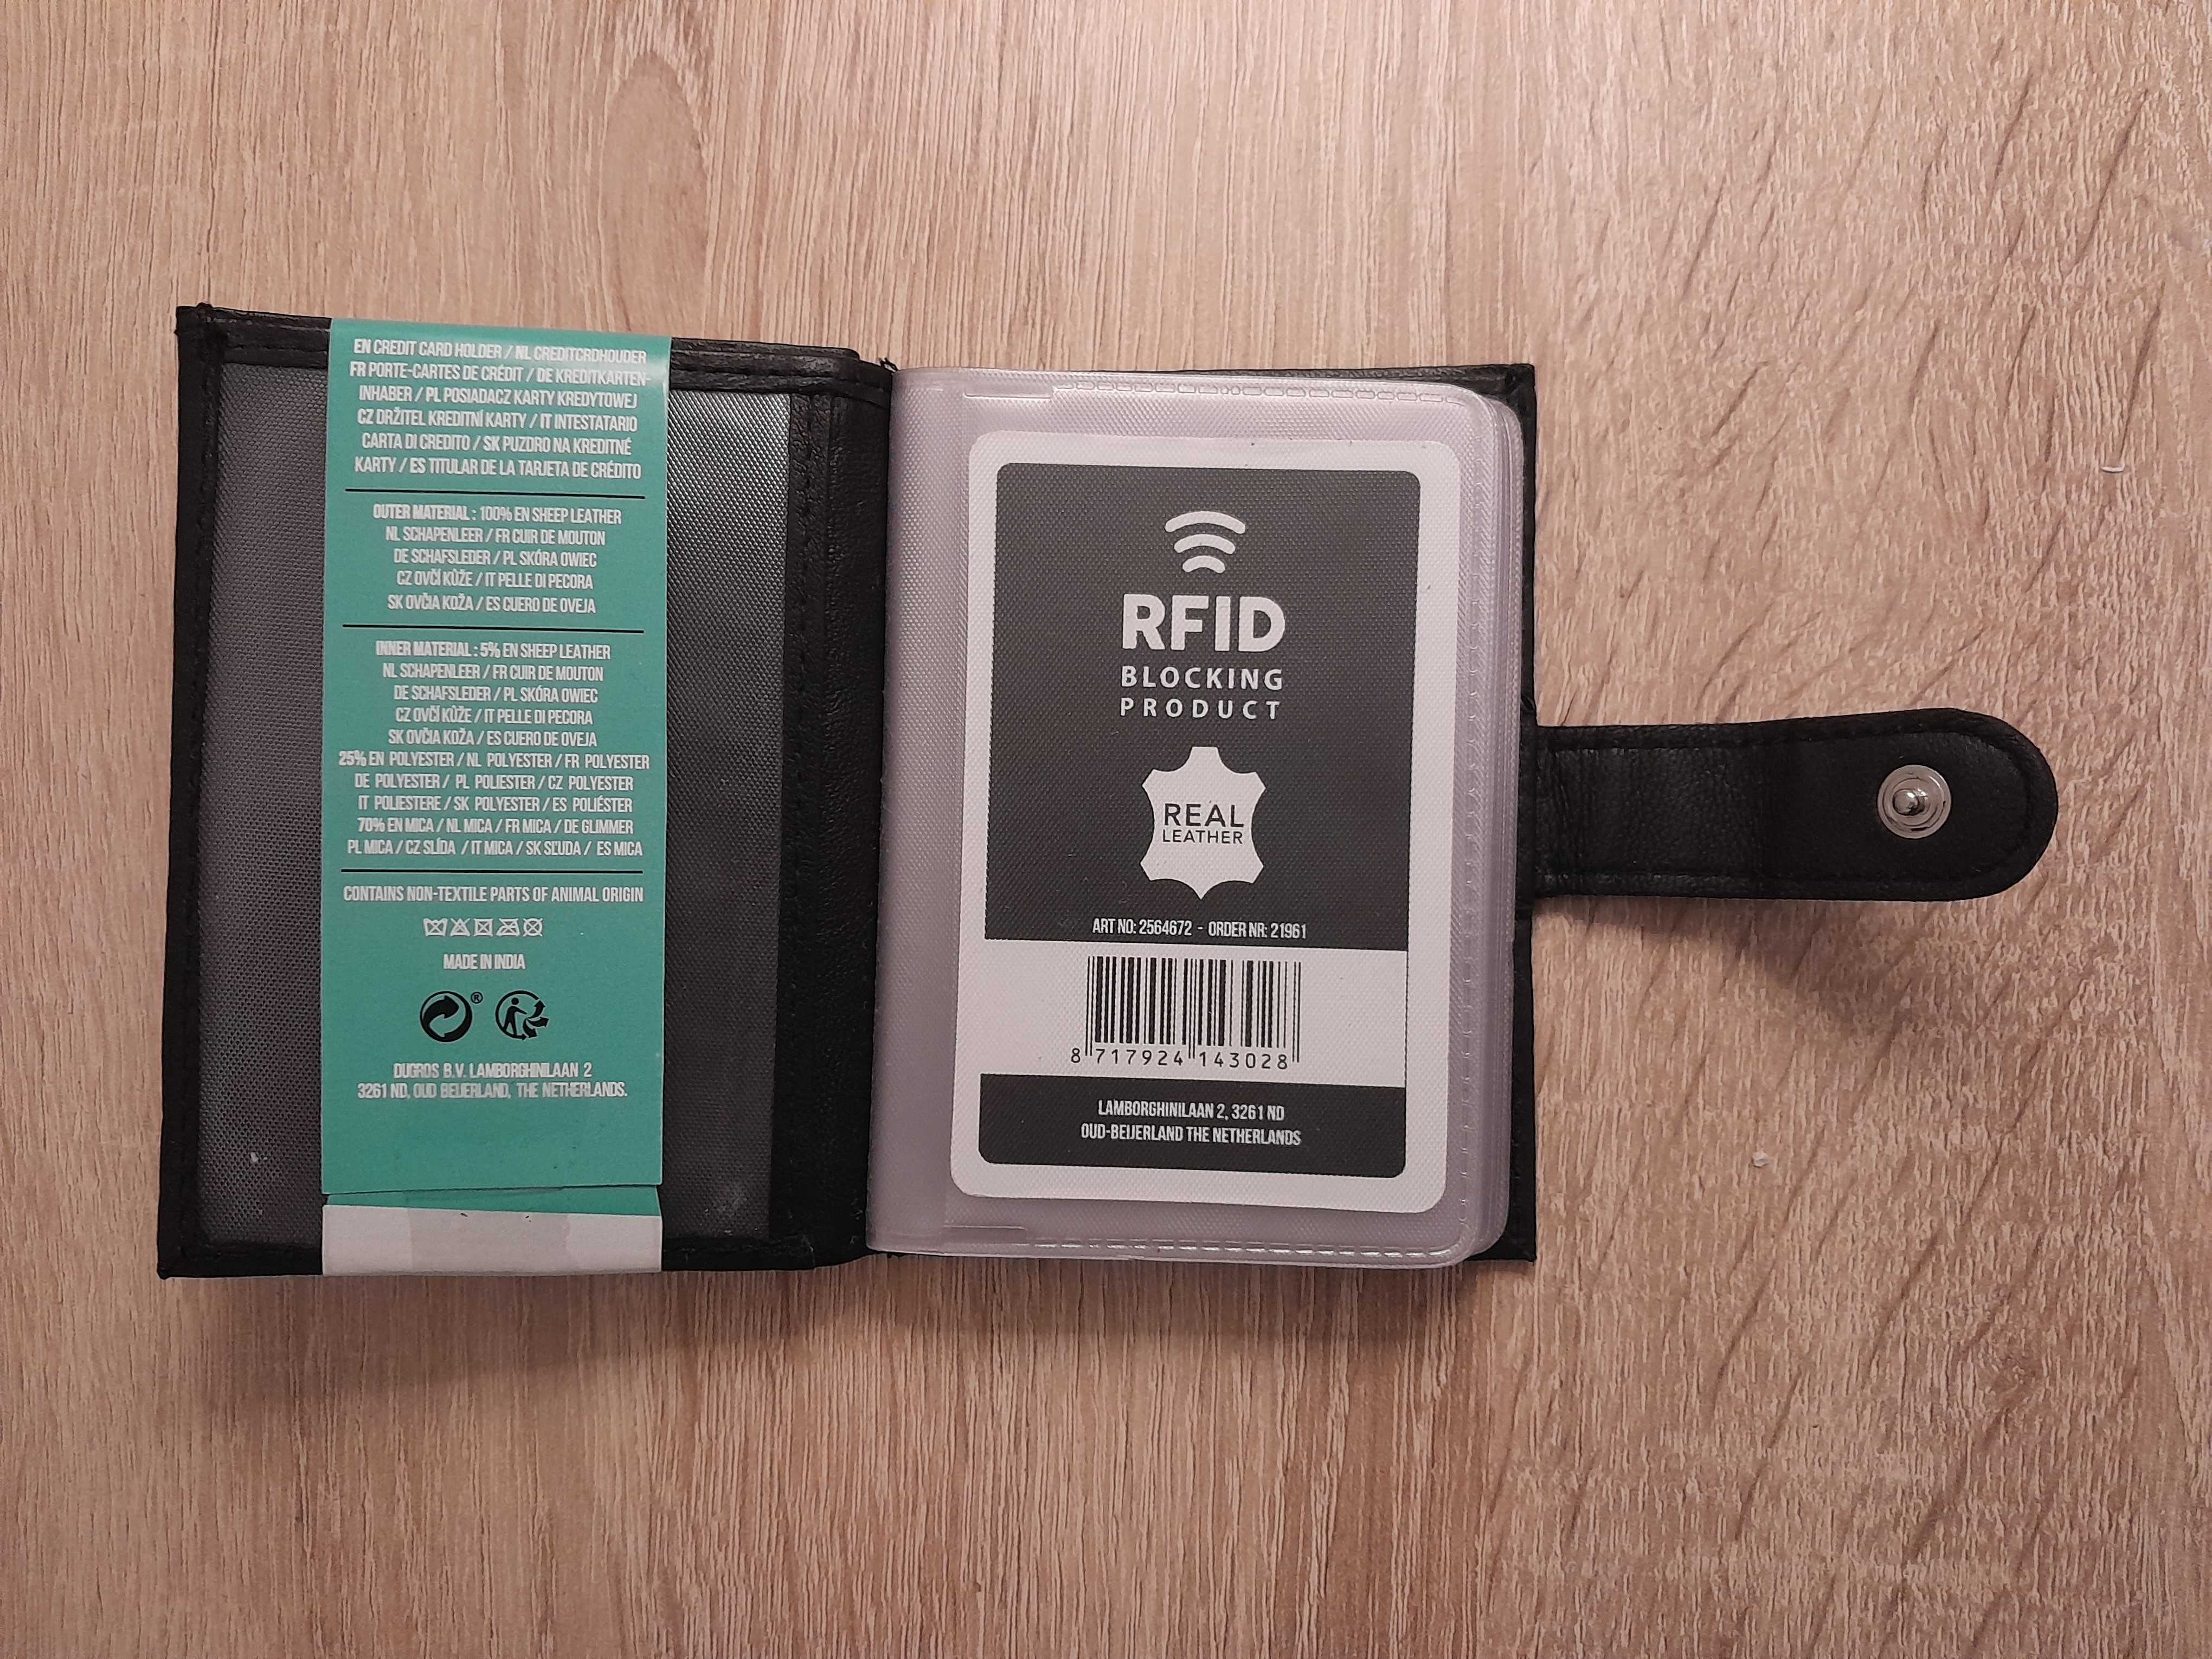 EN CREDIT CARD HOLDER / NL CREDITCRDHOUDER
FR PORTE-CARTES DE CRÉDIT / DE KREDITKARTEN-
INHABER / PL POSIADACZ KARTY KREDYTOWEJ
CZ DRŽITEL KREDITNÍ KARTY / IT INTESTATARIO
CARTA DI CREDITO / SK PUZDRO NA KREDITNÉ
KARTY / ES TITULAR DE LA TARJETA DE CRÉDITO
OUTER MATERIAL : 100% EN SHEEP LEATHER
NL SCHAPENLEER / FR CUIR DE MOUTON
DE SCHAFSLEDER / PL SKÓRA OWIEC
CZ OVČÍ KŮŽE / IT PELLE DI PECORA
SK OVČIA KOŽA / ES CUERO DE OVEJA
INNER MATERIAL : 5% EN SHEEP LEATHER
NL SCHAPENLEER / FR CUIR DE MOUTON
DE SCHAFSLEDER / PL SKÓRA OWIEC
CZ OVČÍ KŮŽE / IT PELLE DI PECORA
SK OVČIA KOŽA / ES CUERO DE OVEJA
25% EN POLYESTER / NL POLYESTER / FR POLYESTER
DE POLYESTER / PL POLIESTER / CZ POLYESTER
IT POLIESTERE / SK POLYESTER / ES POLIÉSTER
70% EN MICA / NL MICA / FR MICA / DE GLIMMER
PL MICA / CZ SLÍDA / IT MICA / SK SĽUDA / ES MICA
CONTAINS NON-TEXTILE PARTS OF ANIMAL ORIGIN
MADE IN INDIA
®
DUGROS B.V. LAMBORGHINILAAN 2
3261 ND, OUD BEIJERLAND, THE NETHERLANDS.
RFID
BLOCKING
PRODUCT
REAL
LEATHER
ART NO: 2564672 - ORDER NR: 21961
8 717924 143028
LAMBORGHINILAAN 2, 3261 ND
OUD-BEIJERLAND THE NETHERLANDS